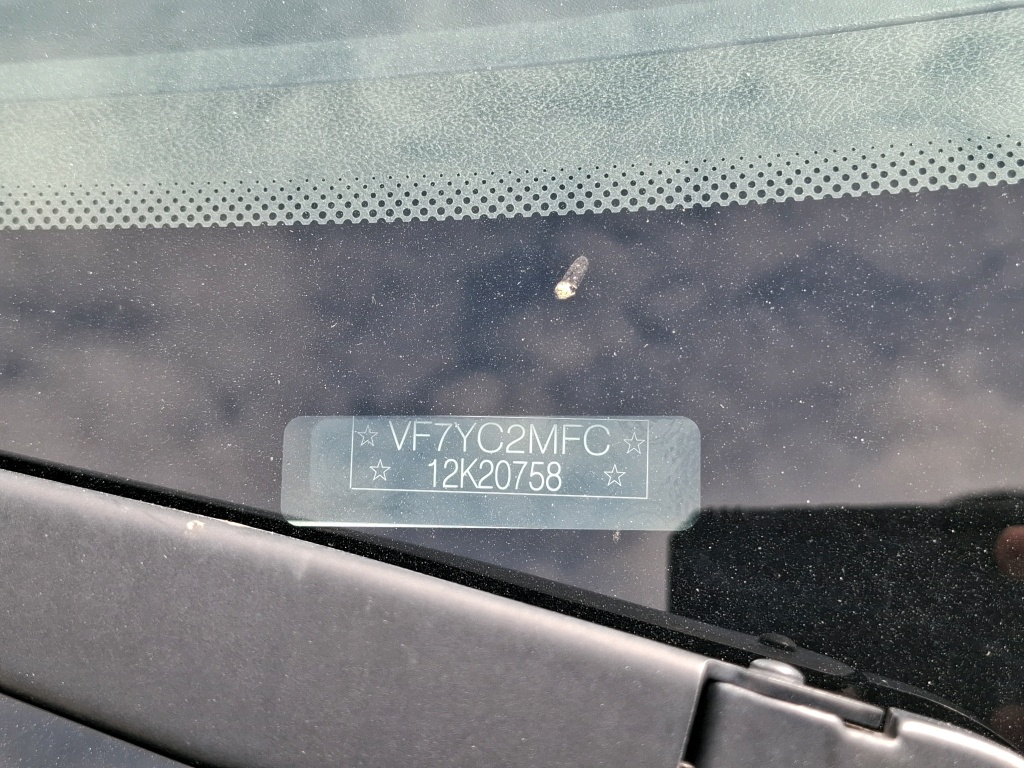 ☆ VF7YC2MFC ☆
☆ 12K20758 ☆